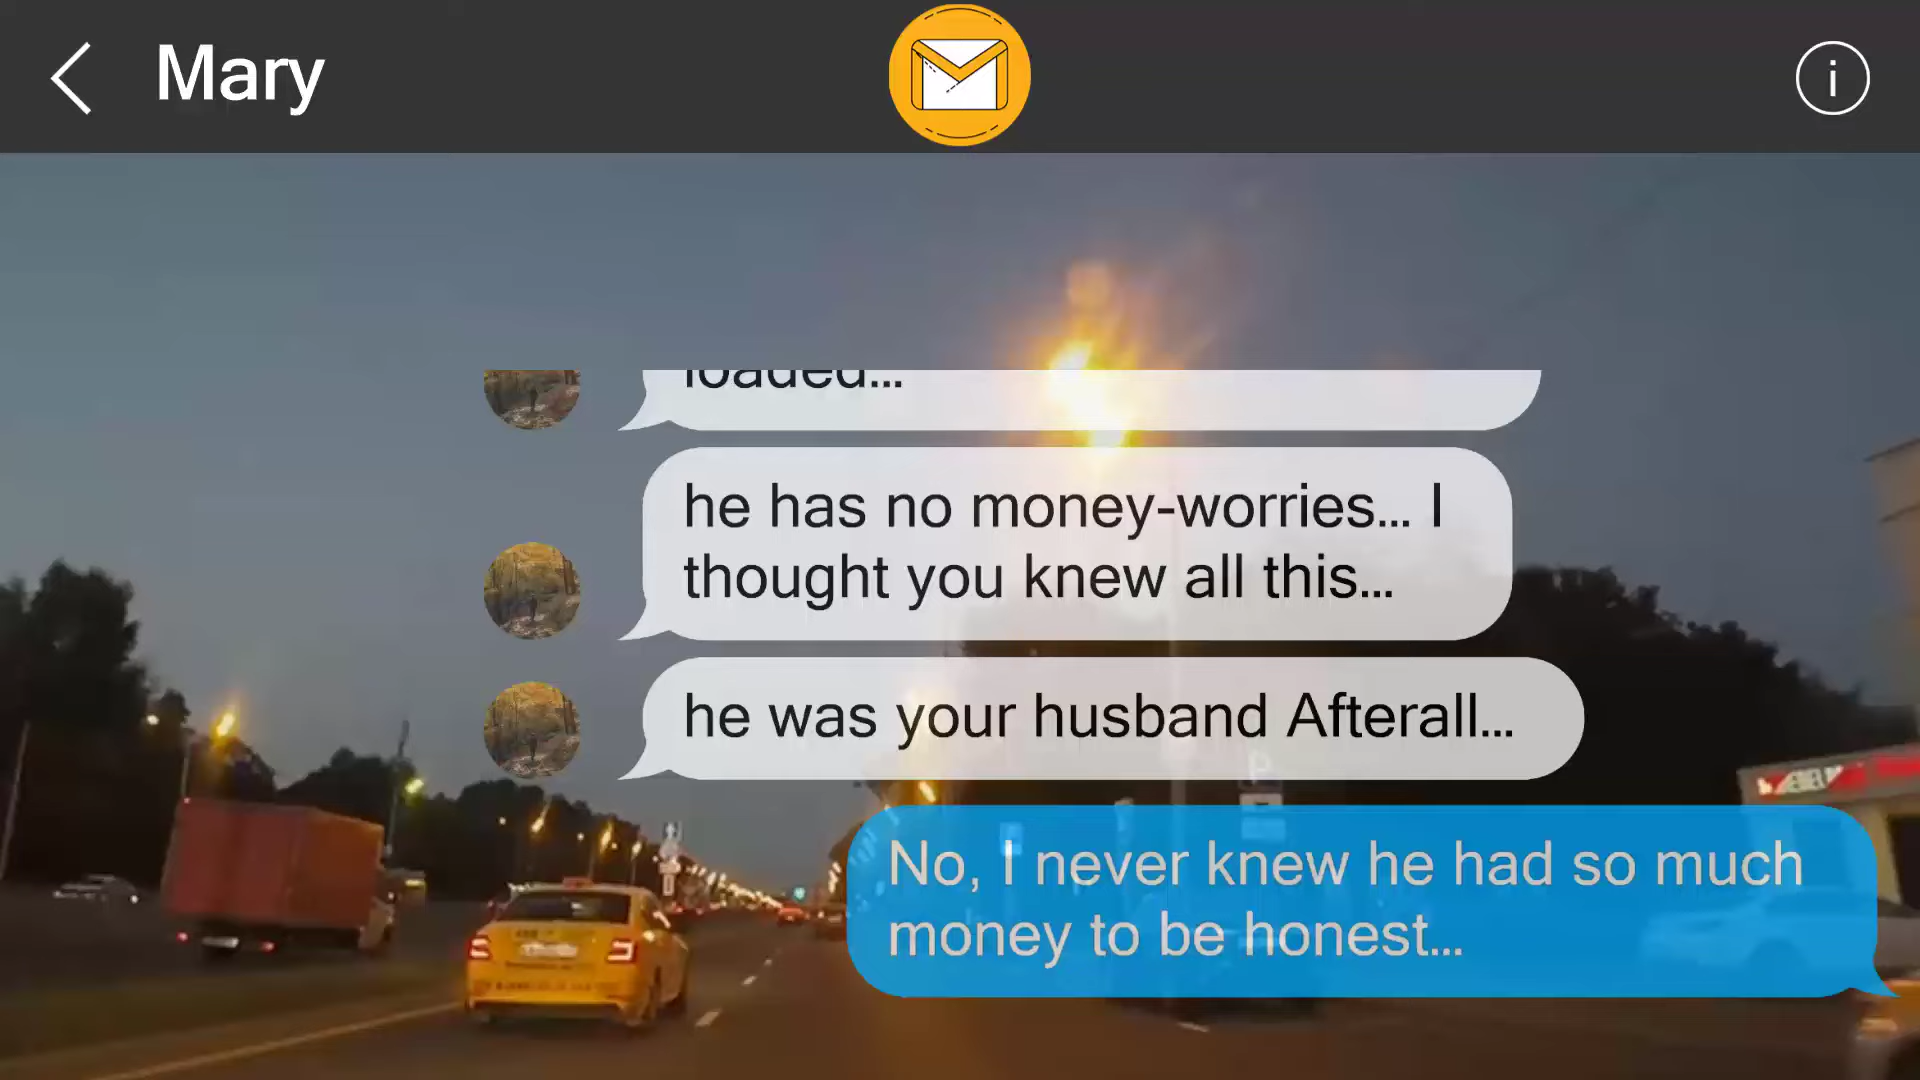 Mary
loaded...
he has no money-worries... I
thought you knew all this...
he was your husband Afterall...
No, I never knew he had so much
money to be honest...